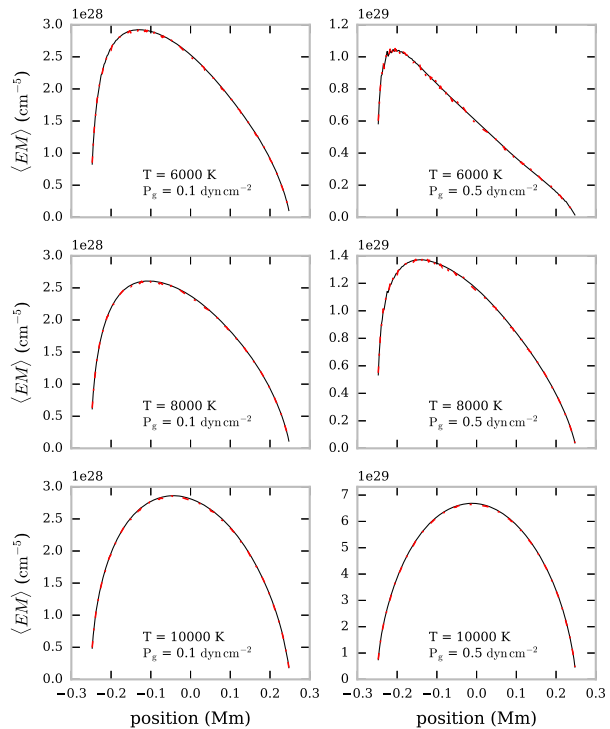 1e28
3.0
2.5
2.0
1.5
1.0
0.5
0.0
⟨EM⟩ (cm⁻⁵)
T = 6000 K
P_g = 0.1 dyn cm⁻²
1e29
1.2
1.0
0.8
0.6
0.4
0.2
0.0
T = 6000 K
P_g = 0.5 dyn cm⁻²
1e28
3.0
2.5
2.0
1.5
1.0
0.5
0.0
⟨EM⟩ (cm⁻⁵)
T = 8000 K
P_g = 0.1 dyn cm⁻²
1e29
1.4
1.2
1.0
0.8
0.6
0.4
0.2
0.0
T = 8000 K
P_g = 0.5 dyn cm⁻²
1e28
3.0
2.5
2.0
1.5
1.0
0.5
0.0
⟨EM⟩ (cm⁻⁵)
T = 10000 K
P_g = 0.1 dyn cm⁻²
−0.3 −0.2 −0.1 0.0 0.1 0.2 0.3
position (Mm)
1e29
7
6
5
4
3
2
1
0
T = 10000 K
P_g = 0.5 dyn cm⁻²
−0.3 −0.2 −0.1 0.0 0.1 0.2 0.3
position (Mm)